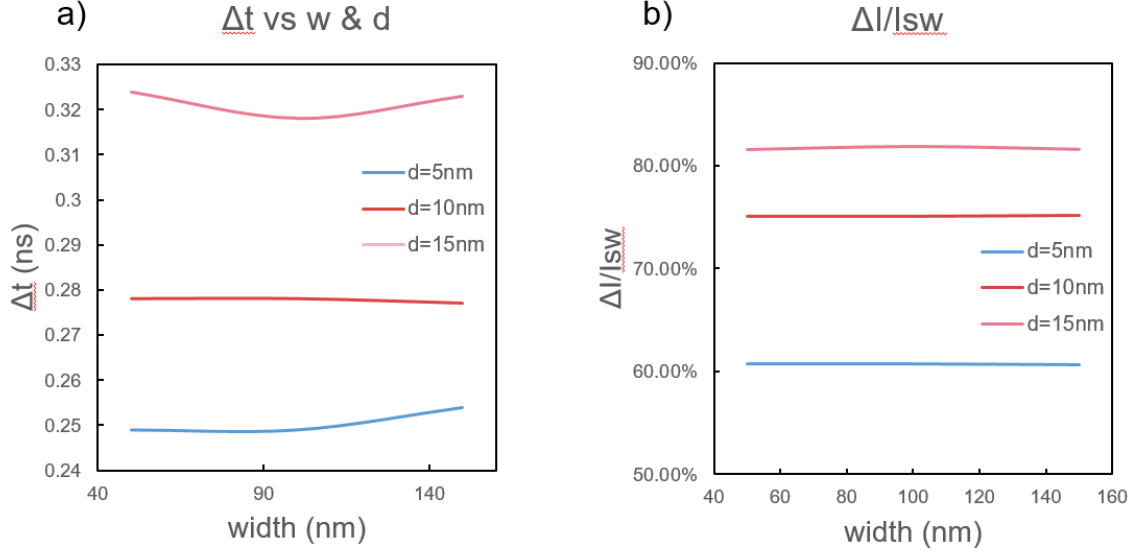 a)
Δt vs w & d
0.33
0.32
0.31
0.3
0.29
0.28
0.27
0.26
0.25
0.24
Δt (ns)
d=5nm
d=10nm
d=15nm
40
90
140
width (nm)
b)
ΔI/Isw
90.00%
80.00%
70.00%
60.00%
50.00%
ΔI/Isw
d=5nm
d=10nm
d=15nm
40
60
80
100
120
140
160
width (nm)